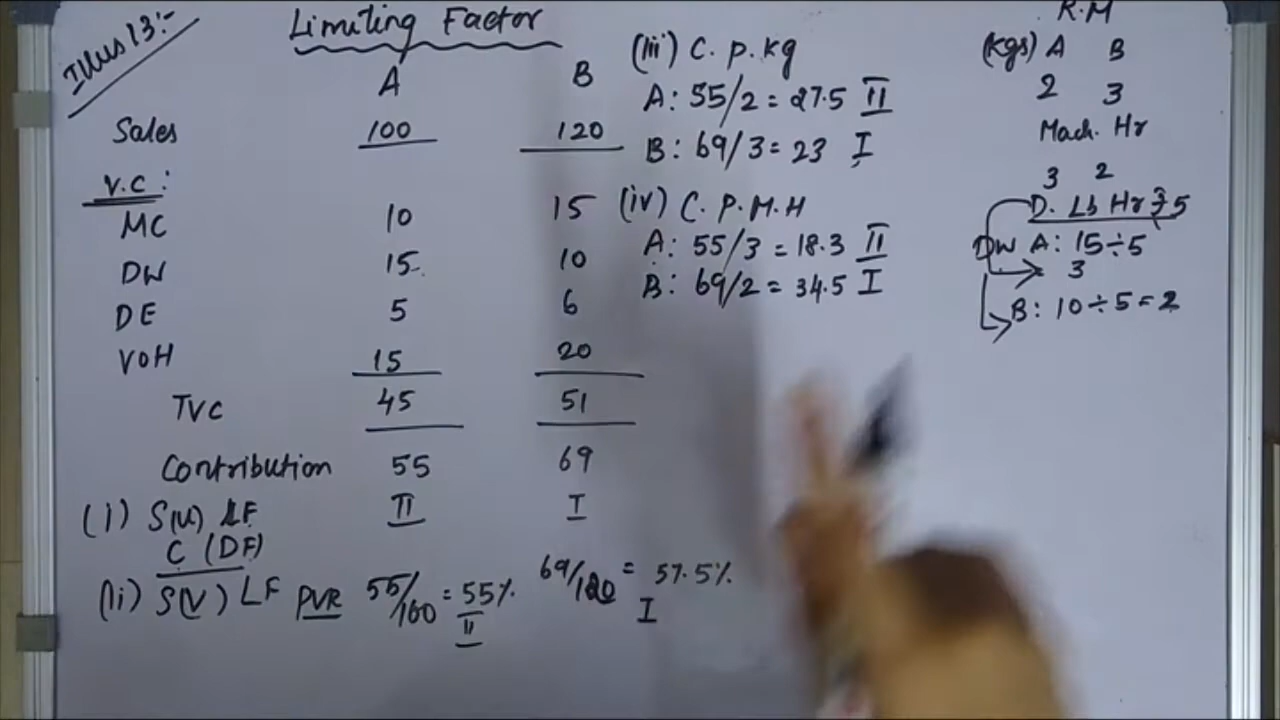 Illus 13:-
Limiting Factor
A B
Sales 100 120
V.C :
MC 10 15
DW 15 10
DE 5 6
VOH 15 20
TVC 45 51
Contribution 55 69
(i) S(U) LF II I
C (DF)
(ii) S(V) LF PVR 55/100 = 55% 69/120 = 57.5%
II I
(iii) C. P. Kg
A: 55/2 = 27.5 II
B: 69/3 = 23 I
(iv) C. P. M. H
A: 55/3 = 18.3 II
B: 69/2 = 34.5 I
R.M
(kgs) A B
2 3
Mach. Hr
3 2
D. Lb Hr ₹ 5
DW A: 15÷5
3
B: 10÷5=2